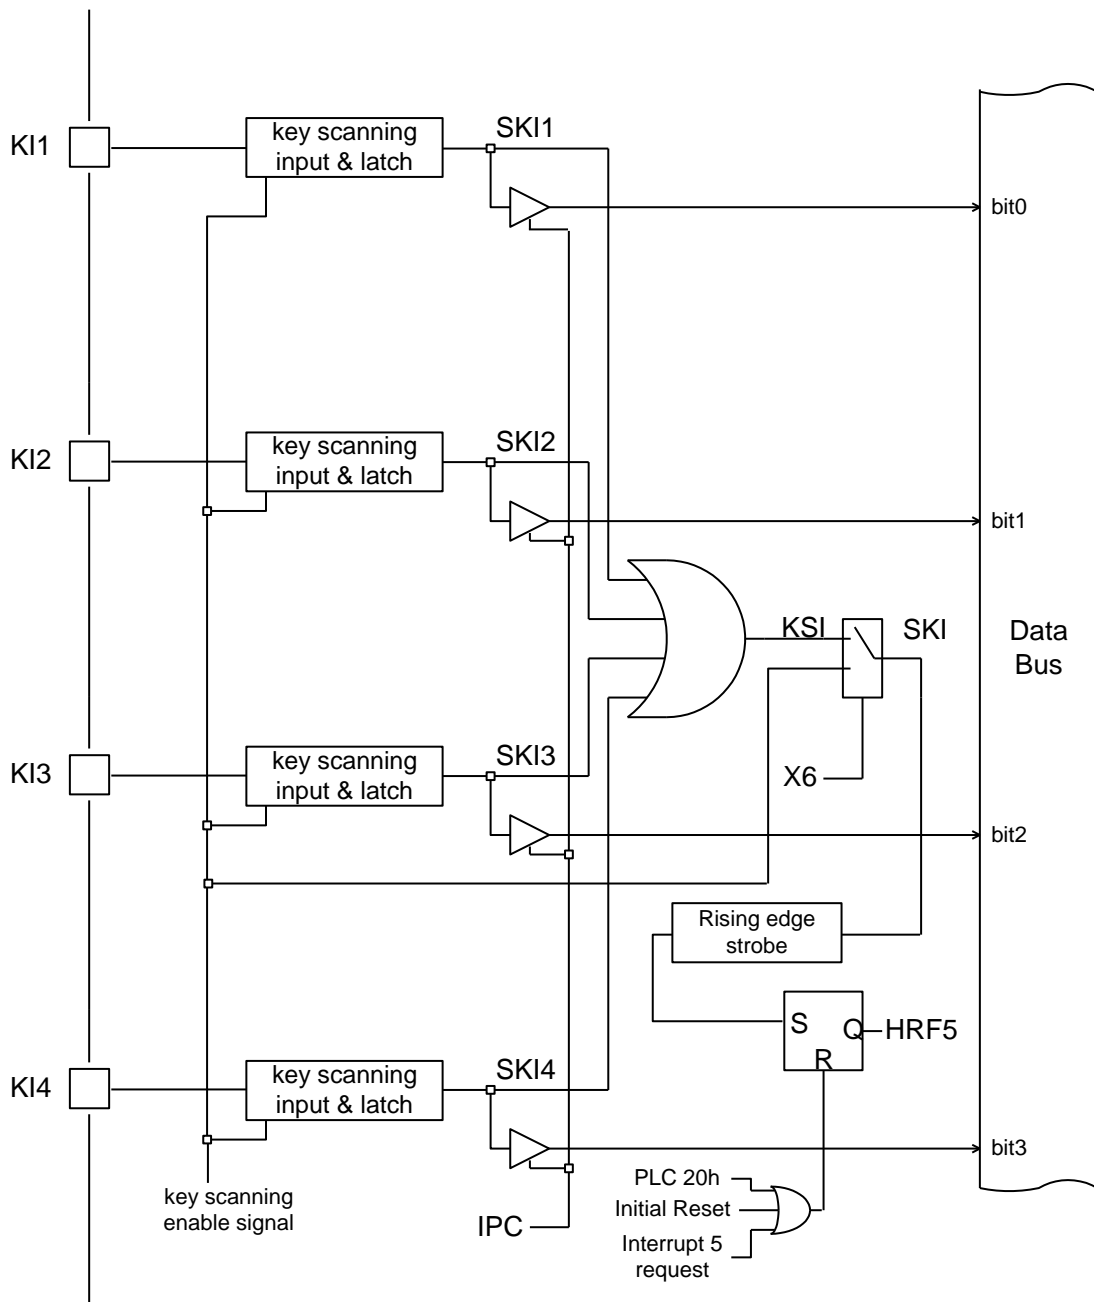 KI1
key scanning
input & latch
SKI1
bit0
KI2
key scanning
input & latch
SKI2
bit1
KSI
SKI
Data
Bus
X6
KI3
key scanning
input & latch
SKI3
bit2
Rising edge
strobe
S
Q
HRF5
R
KI4
key scanning
input & latch
SKI4
bit3
key scanning
enable signal
IPC
PLC 20h
Initial Reset
Interrupt 5
request